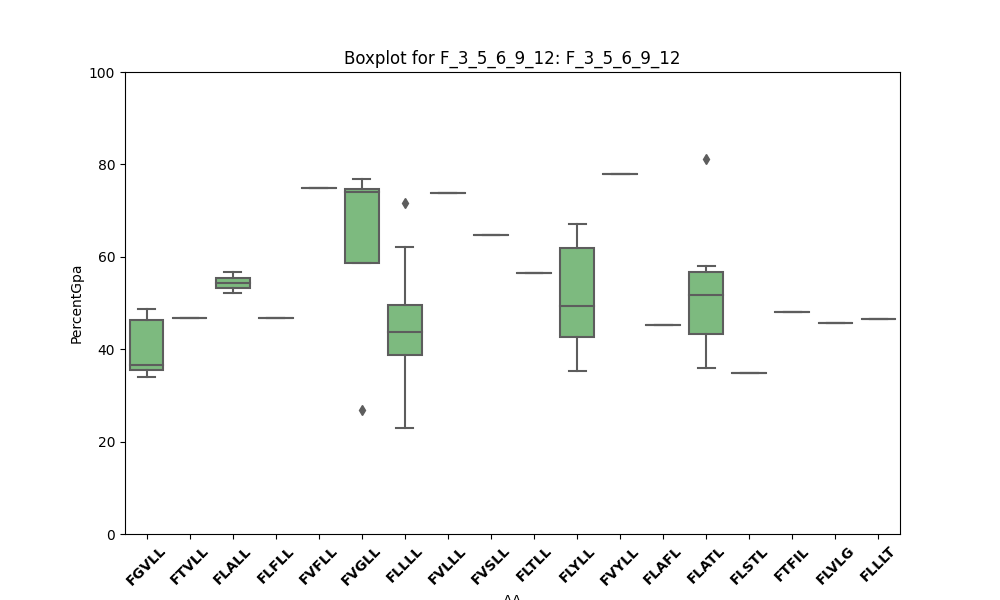 Boxplot for F_3_5_6_9_12: F_3_5_6_9_12
100
80
60
40
20
0
PercentGpa
FGVLL
FTVLL
FLALL
FLFLL
FVFLL
FVGLL
FLLLL
FVLLL
FVSLL
FLTLL
FLYLL
FVYLL
FLAFL
FLATL
FLSTL
FTFIL
FLVLG
FLLLT
AA